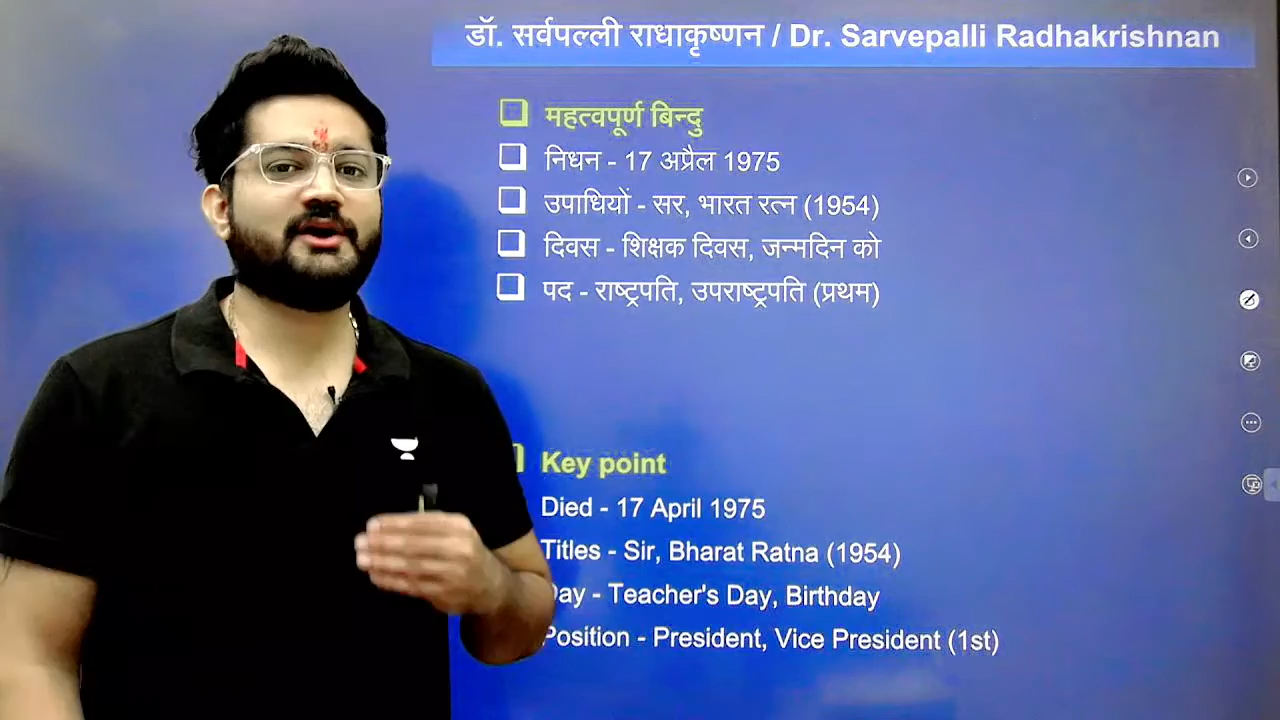 डॉ. सर्वपल्ली राधाकृष्णन / Dr. Sarvepalli Radhakrishnan
महत्वपूर्ण बिन्दु
निधन - 17 अप्रैल 1975
उपाधियों - सर, भारत रत्न (1954)
दिवस - शिक्षक दिवस, जन्मदिन को
पद - राष्ट्रपति, उपराष्ट्रपति (प्रथम)
Key point
Died - 17 April 1975
Titles - Sir, Bharat Ratna (1954)
Day - Teacher's Day, Birthday
Position - President, Vice President (1st)